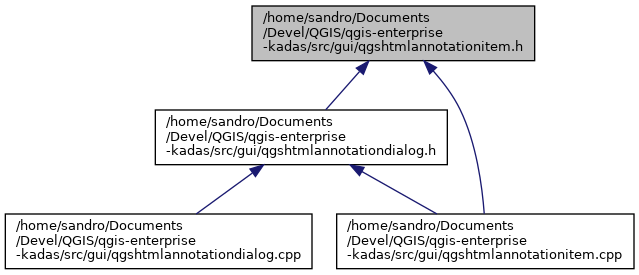 /home/sandro/Documents
/Devel/QGIS/qgis-enterprise
-kadas/src/gui/qgshtmlannotationitem.h
/home/sandro/Documents
/Devel/QGIS/qgis-enterprise
-kadas/src/gui/qgshtmlannotationdialog.h
/home/sandro/Documents
/Devel/QGIS/qgis-enterprise
-kadas/src/gui/qgshtmlannotationdialog.cpp
/home/sandro/Documents
/Devel/QGIS/qgis-enterprise
-kadas/src/gui/qgshtmlannotationitem.cpp